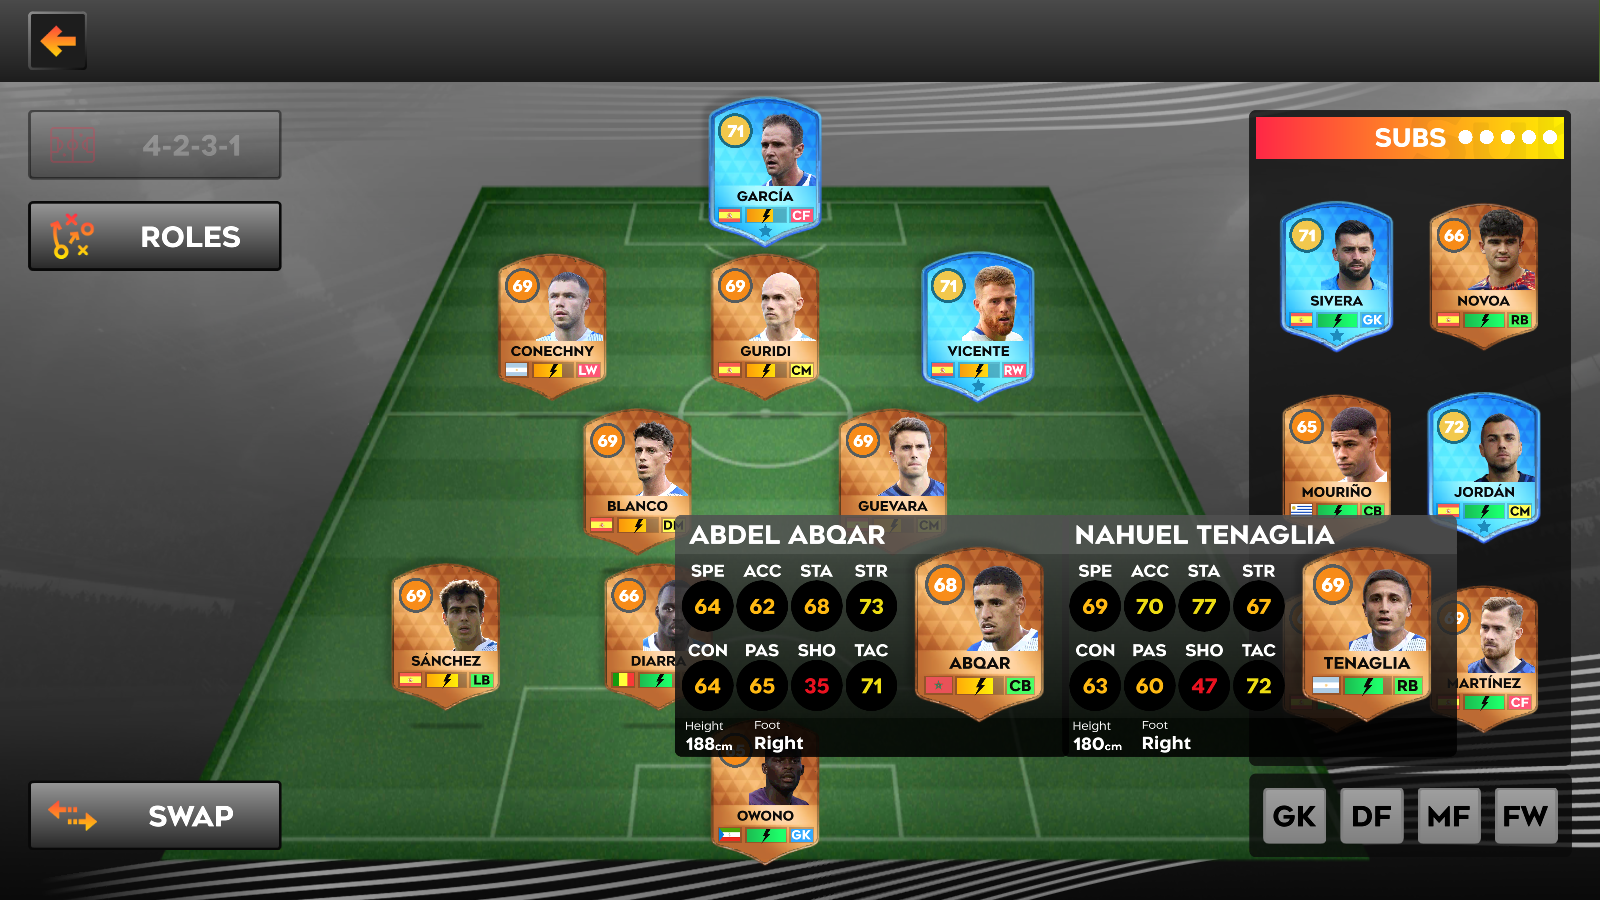 4-2-3-1
ROLES
SWAP
71
GARCÍA
CF
69
CONECHNY
LW
69
GURIDI
CM
71
VICENTE
RW
69
BLANCO
DM
69
GUEVARA
CM
69
SÁNCHEZ
LB
66
DIARRA
OWONO
GK
ABDEL ABQAR
SPE ACC STA STR
64 62 68 73
CON PAS SHO TAC
64 65 35 71
Height Foot
188cm Right
68
ABQAR
CB
NAHUEL TENAGLIA
SPE ACC STA STR
69 70 77 67
CON PAS SHO TAC
63 60 47 72
Height Foot
180cm Right
69
TENAGLIA
RB
SUBS
71
SIVERA
GK
66
NOVOA
RB
65
MOURIÑO
CB
72
JORDÁN
CM
MARTÍNEZ
CF
GK DF MF FW